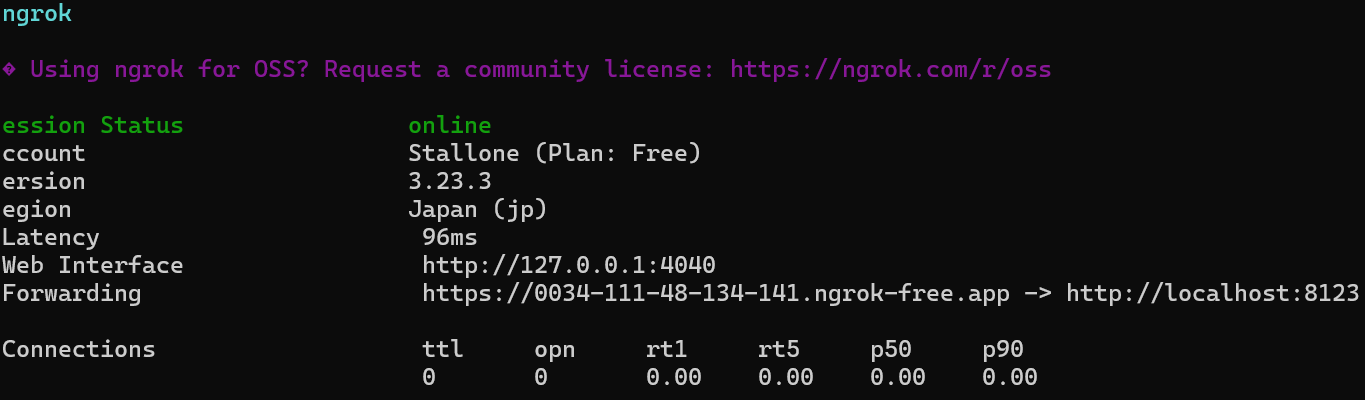 ngrok
� Using ngrok for OSS? Request a community license: https://ngrok.com/r/oss
ession Status online
ccount Stallone (Plan: Free)
ersion 3.23.3
egion Japan (jp)
Latency 96ms
Web Interface http://127.0.0.1:4040
Forwarding https://0034-111-48-134-141.ngrok-free.app -> http://localhost:8123
Connections ttl opn rt1 rt5 p50 p90
0 0 0.00 0.00 0.00 0.00